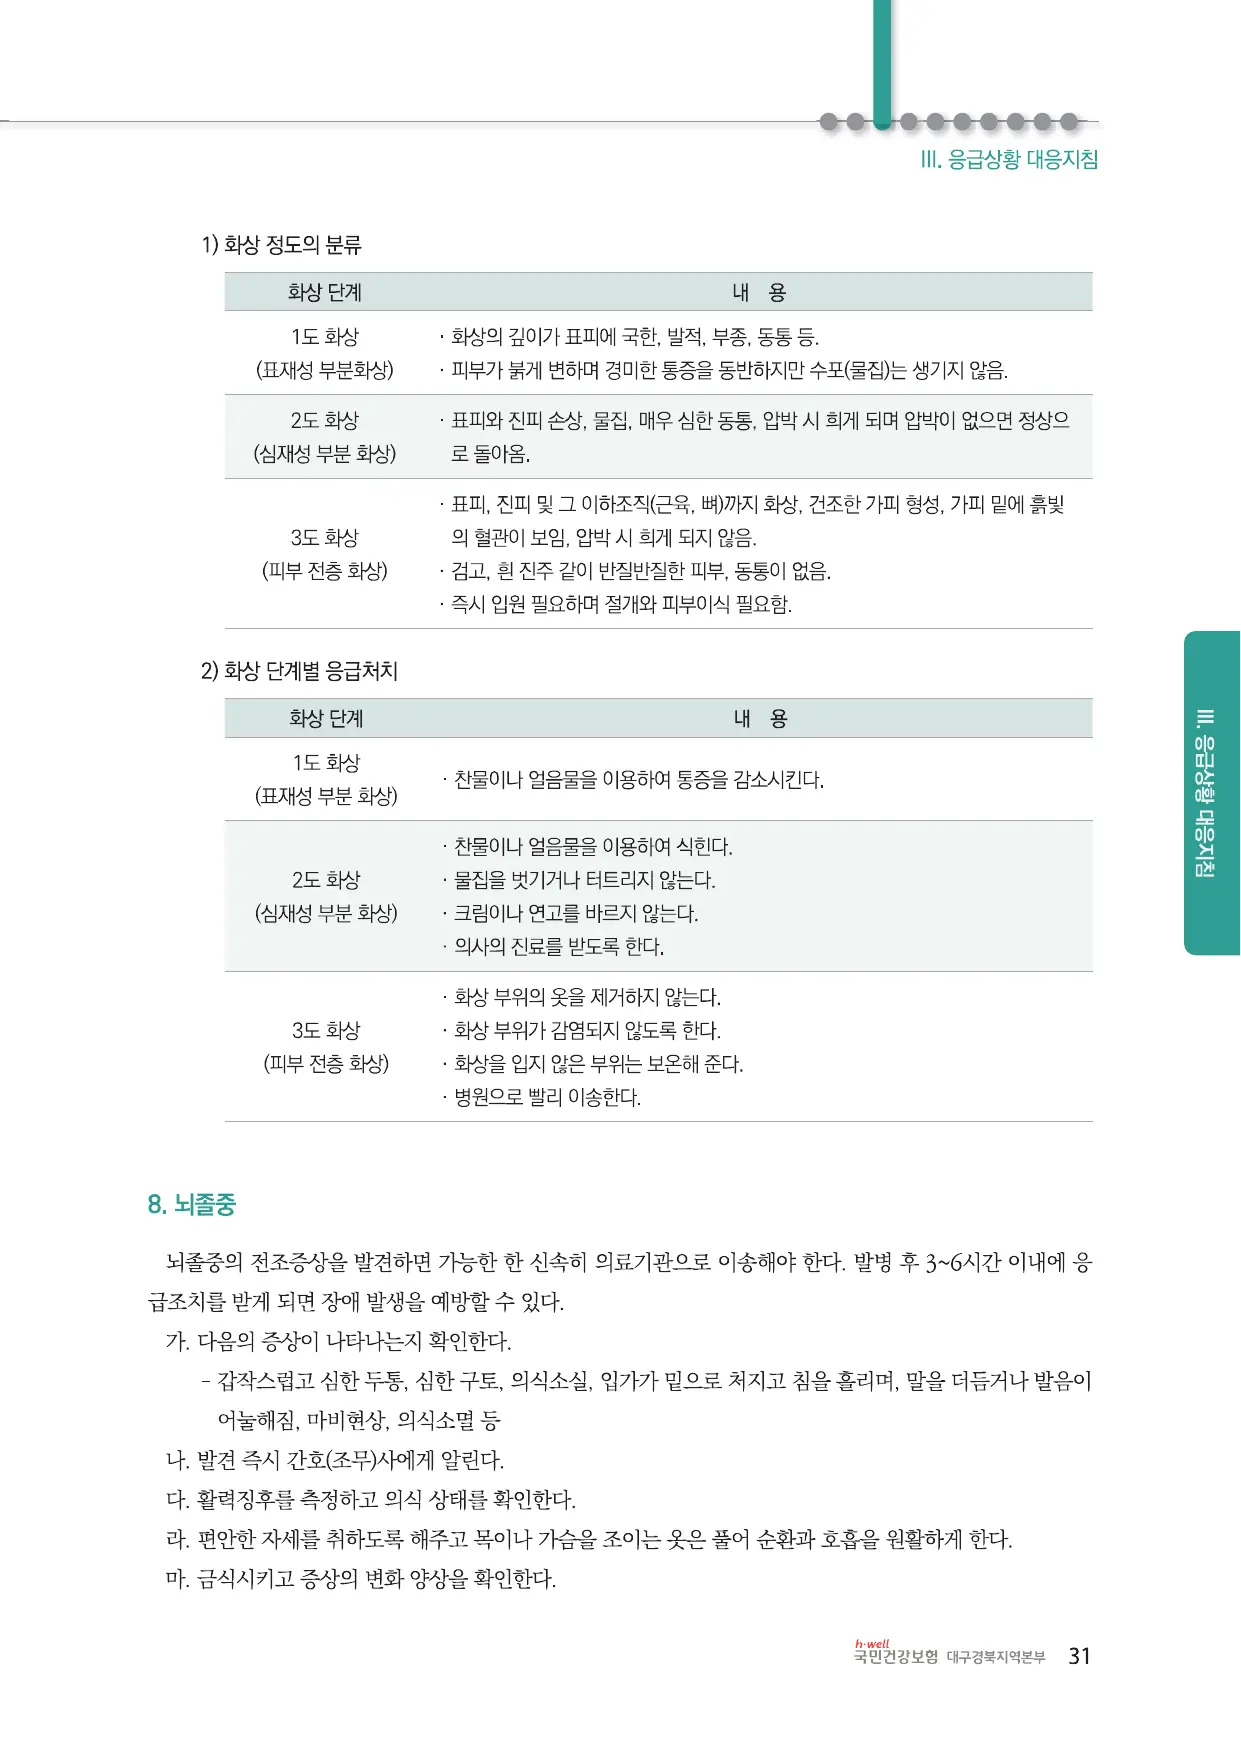 III. 응급상황 대응지침
1) 화상 정도의 분류
화상 단계 내 용
1도 화상
(표재성 부분화상)
· 화상의 깊이가 표피에 국한, 발적, 부종, 동통 등.
· 피부가 붉게 변하며 경미한 통증을 동반하지만 수포(물집)는 생기지 않음.
2도 화상
(심재성 부분 화상)
· 표피와 진피 손상, 물집, 매우 심한 동통, 압박 시 희게 되며 압박이 없으면 정상으
로 돌아옴.
3도 화상
(피부 전층 화상)
· 표피, 진피 및 그 이하조직(근육, 뼈)까지 화상, 건조한 가피 형성, 가피 밑에 흙빛
의 혈관이 보임, 압박 시 희게 되지 않음.
· 검고, 흰 진주 같이 반질반질한 피부, 동통이 없음.
· 즉시 입원 필요하며 절개와 피부이식 필요함.
2) 화상 단계별 응급처치
화상 단계 내 용
1도 화상
(표재성 부분 화상)
· 찬물이나 얼음물을 이용하여 통증을 감소시킨다.
2도 화상
(심재성 부분 화상)
· 찬물이나 얼음물을 이용하여 식힌다.
· 물집을 벗기거나 터트리지 않는다.
· 크림이나 연고를 바르지 않는다.
· 의사의 진료를 받도록 한다.
3도 화상
(피부 전층 화상)
· 화상 부위의 옷을 제거하지 않는다.
· 화상 부위가 감염되지 않도록 한다.
· 화상을 입지 않은 부위는 보온해 준다.
· 병원으로 빨리 이송한다.
III. 응급상황 대응지침
8. 뇌졸중
뇌졸중의 전조증상을 발견하면 가능한 한 신속히 의료기관으로 이송해야 한다. 발병 후 3~6시간 이내에 응
급조치를 받게 되면 장애 발생을 예방할 수 있다.
가. 다음의 증상이 나타나는지 확인한다.
- 갑작스럽고 심한 두통, 심한 구토, 의식소실, 입가가 밑으로 처지고 침을 흘리며, 말을 더듬거나 발음이
어눌해짐, 마비현상, 의식소멸 등
나. 발견 즉시 간호(조무)사에게 알린다.
다. 활력징후를 측정하고 의식 상태를 확인한다.
라. 편안한 자세를 취하도록 해주고 목이나 가슴을 조이는 옷은 풀어 순환과 호흡을 원활하게 한다.
마. 금식시키고 증상의 변화 양상을 확인한다.
h·well
국민건강보험 대구경북지역본부 31